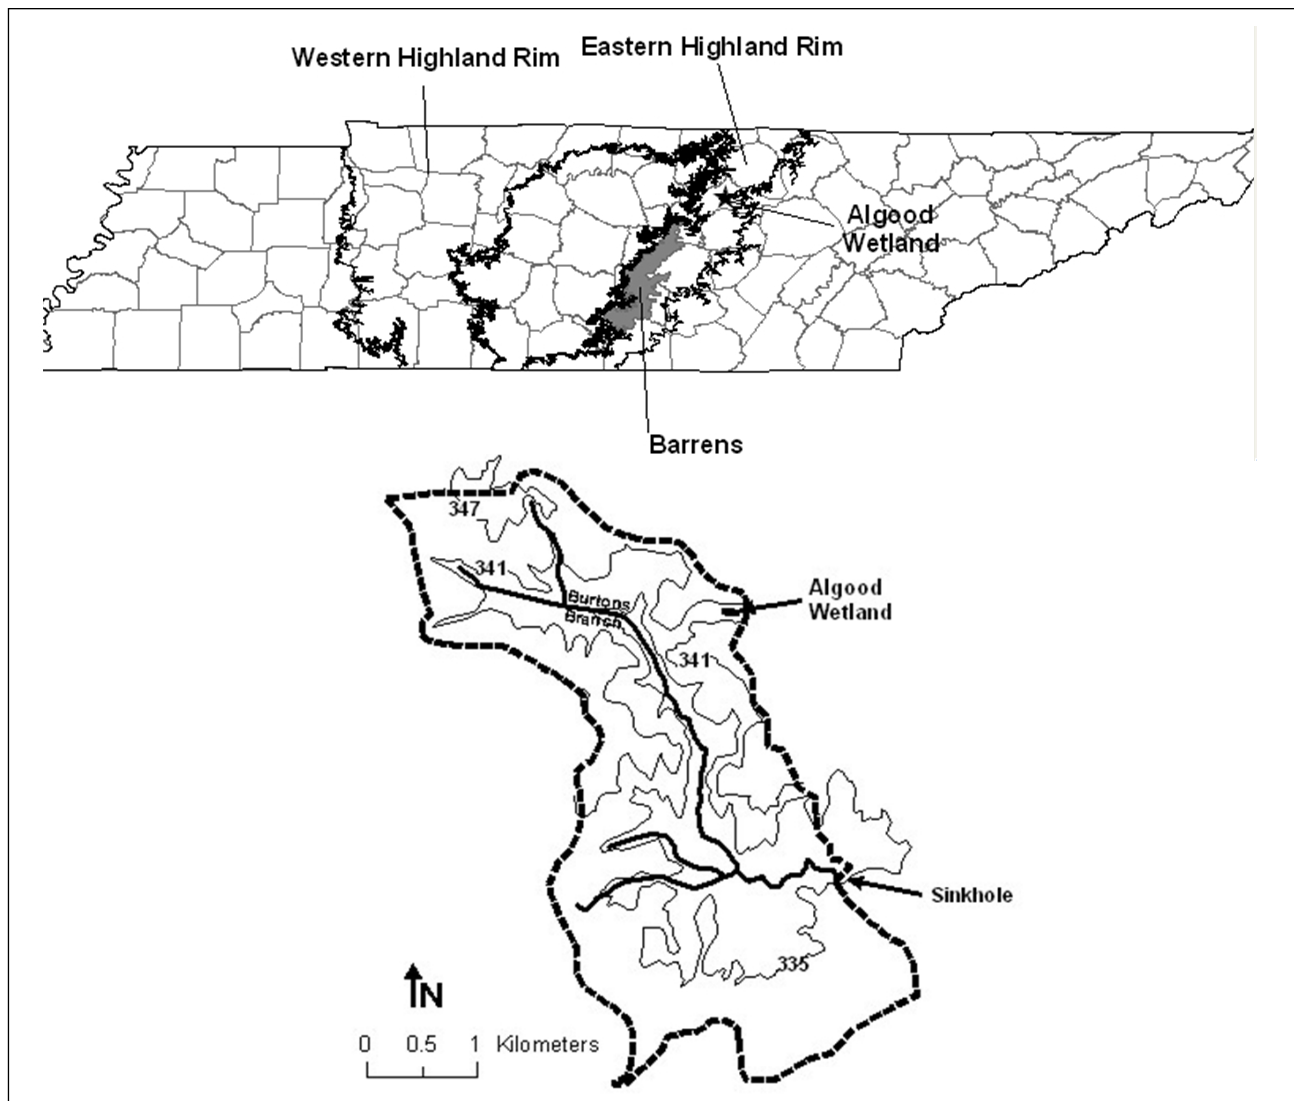 Western Highland Rim
Eastern Highland Rim
Algood
Wetland
Barrens
347
341
Burtons
Branch
Algood
Wetland
341
Sinkhole
335
N
0 0.5 1 Kilometers